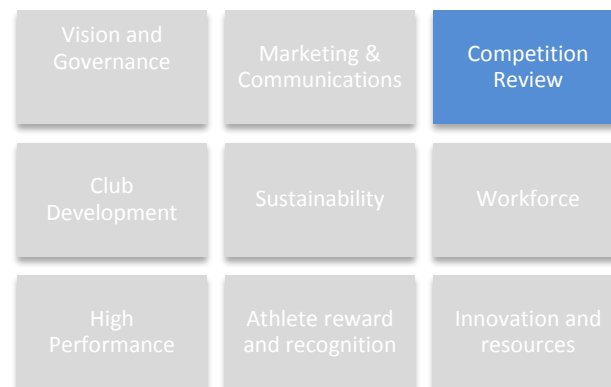 Vision and
Governance
Marketing &
Communications
Competition
Review
Club
Development
Sustainability
Workforce
High
Performance
Athlete reward
and recognition
Innovation and
resources